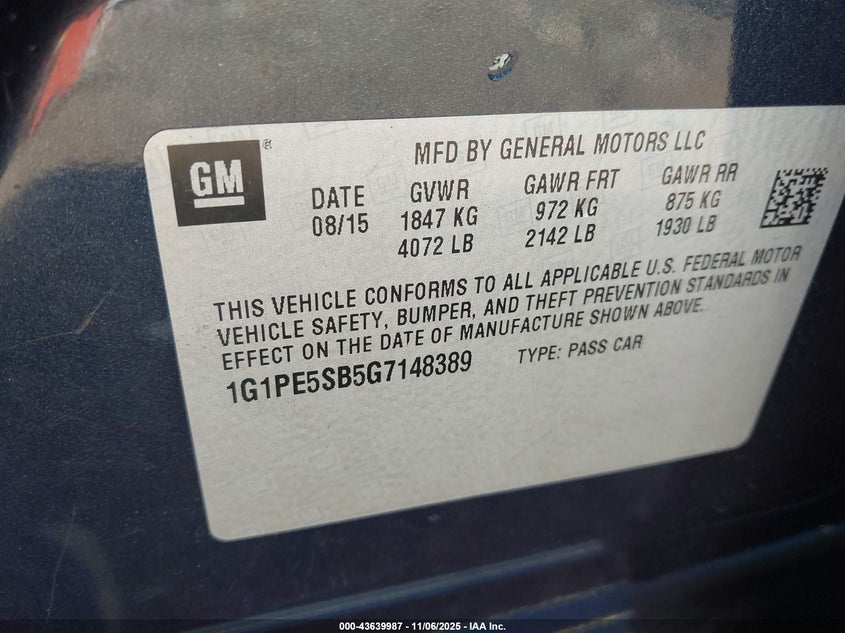 GM®
MFD BY GENERAL MOTORS LLC
DATE GVWR GAWR FRT GAWR RR
08/15 1847 KG 972 KG 875 KG
4072 LB 2142 LB 1930 LB
THIS VEHICLE CONFORMS TO ALL APPLICABLE U.S. FEDERAL MOTOR
VEHICLE SAFETY, BUMPER, AND THEFT PREVENTION STANDARDS IN
EFFECT ON THE DATE OF MANUFACTURE SHOWN ABOVE.
1G1PE5SB5G7148389 TYPE: PASS CAR
000-43639987 - 11/06/2025 - IAA Inc.